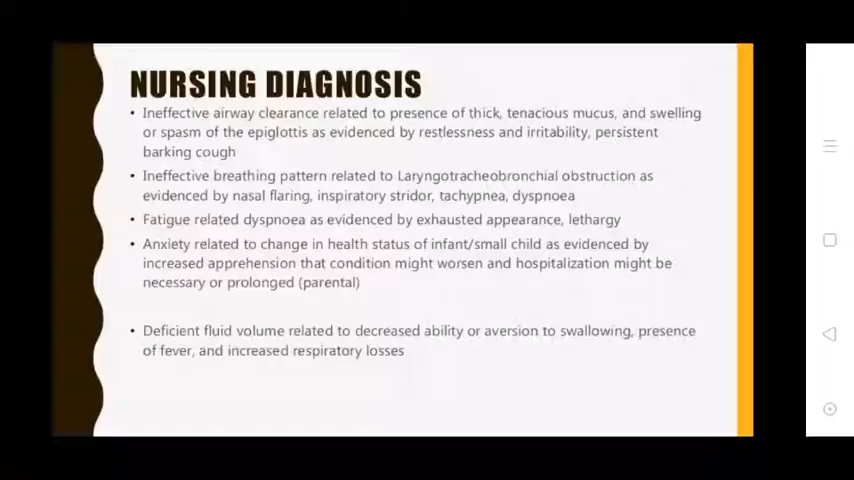 NURSING DIAGNOSIS
• Ineffective airway clearance related to presence of thick, tenacious mucus, and swelling
or spasm of the epiglottis as evidenced by restlessness and irritability, persistent
barking cough
• Ineffective breathing pattern related to Laryngotracheobronchial obstruction as
evidenced by nasal flaring, inspiratory stridor, tachypnea, dyspnoea
• Fatigue related dyspnoea as evidenced by exhausted appearance, lethargy
• Anxiety related to change in health status of infant/small child as evidenced by
increased apprehension that condition might worsen and hospitalization might be
necessary or prolonged (parental)
• Deficient fluid volume related to decreased ability or aversion to swallowing, presence
of fever, and increased respiratory losses